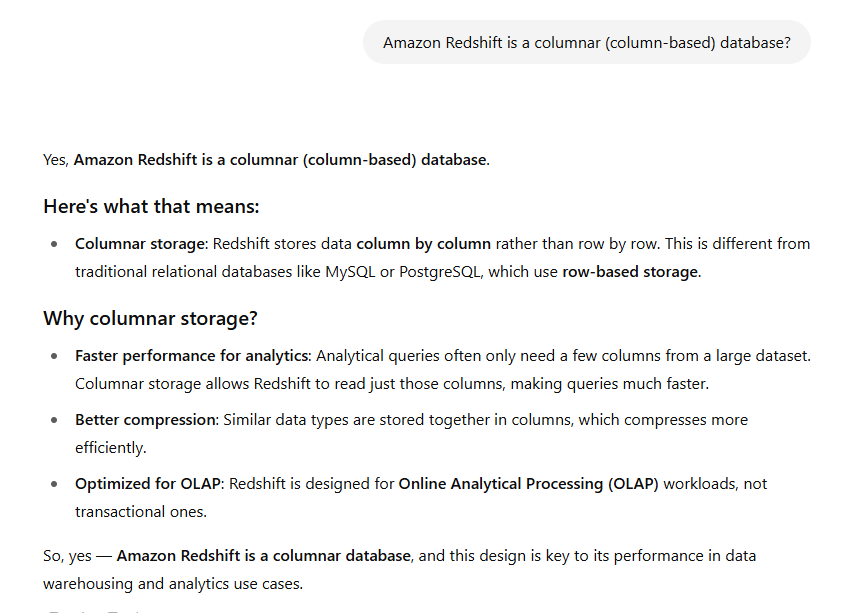 Amazon Redshift is a columnar (column-based) database?
Yes, Amazon Redshift is a columnar (column-based) database.
Here's what that means:
Columnar storage: Redshift stores data column by column rather than row by row. This is different from
traditional relational databases like MySQL or PostgreSQL, which use row-based storage.
Why columnar storage?
Faster performance for analytics: Analytical queries often only need a few columns from a large dataset.
Columnar storage allows Redshift to read just those columns, making queries much faster.
Better compression: Similar data types are stored together in columns, which compresses more
efficiently.
Optimized for OLAP: Redshift is designed for Online Analytical Processing (OLAP) workloads, not
transactional ones.
So, yes — Amazon Redshift is a columnar database, and this design is key to its performance in data
warehousing and analytics use cases.